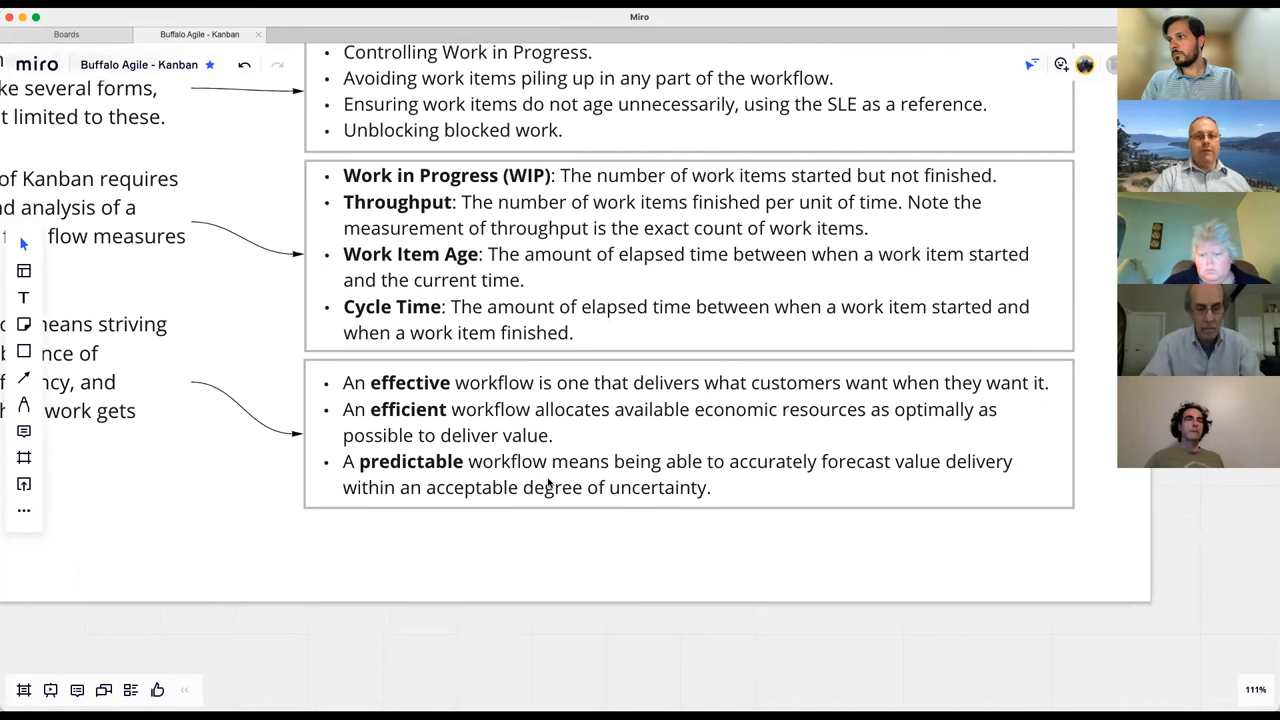 Miro
Boards
Buffalo Agile - Kanban
miro
Buffalo Agile - Kanban
several forms,
limited to these.
of Kanban requires
analysis of a
flow measures
means striving
of
and
work gets
• Controlling Work in Progress.
• Avoiding work items piling up in any part of the workflow.
• Ensuring work items do not age unnecessarily, using the SLE as a reference.
• Unblocking blocked work.
• Work in Progress (WIP): The number of work items started but not finished.
• Throughput: The number of work items finished per unit of time. Note the
measurement of throughput is the exact count of work items.
• Work Item Age: The amount of elapsed time between when a work item started
and the current time.
• Cycle Time: The amount of elapsed time between when a work item started and
when a work item finished.
• An effective workflow is one that delivers what customers want when they want it.
• An efficient workflow allocates available economic resources as optimally as
possible to deliver value.
• A predictable workflow means being able to accurately forecast value delivery
within an acceptable degree of uncertainty.
111%